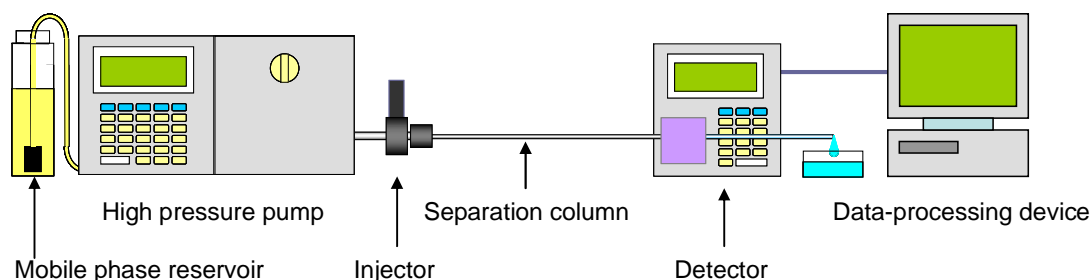 High pressure pump
Separation column
Data-processing device
Mobile phase reservoir
Injector
Detector